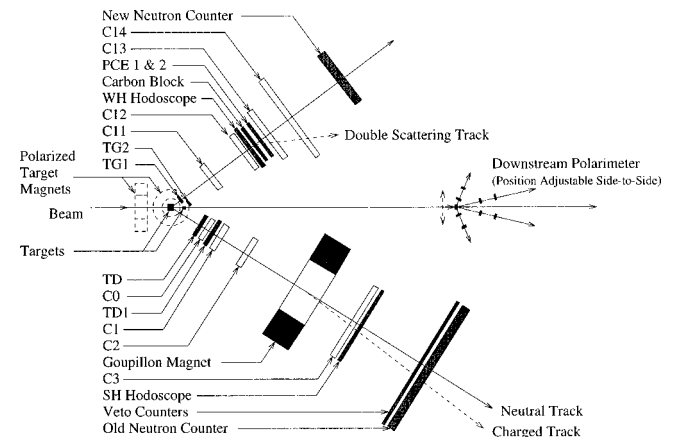 New Neutron Counter
C14
C13
PCE 1 & 2
Carbon Block
WH Hodoscope
C12
C11
TG2
TG1
Double Scattering Track
Polarized
Target
Magnets
Beam
Targets
Downstream Polarimeter
(Position Adjustable Side-to-Side)
TD
C0
TD1
C1
C2
Goupillon Magnet
C3
SH Hodoscope
Veto Counters
Old Neutron Counter
Neutral Track
Charged Track